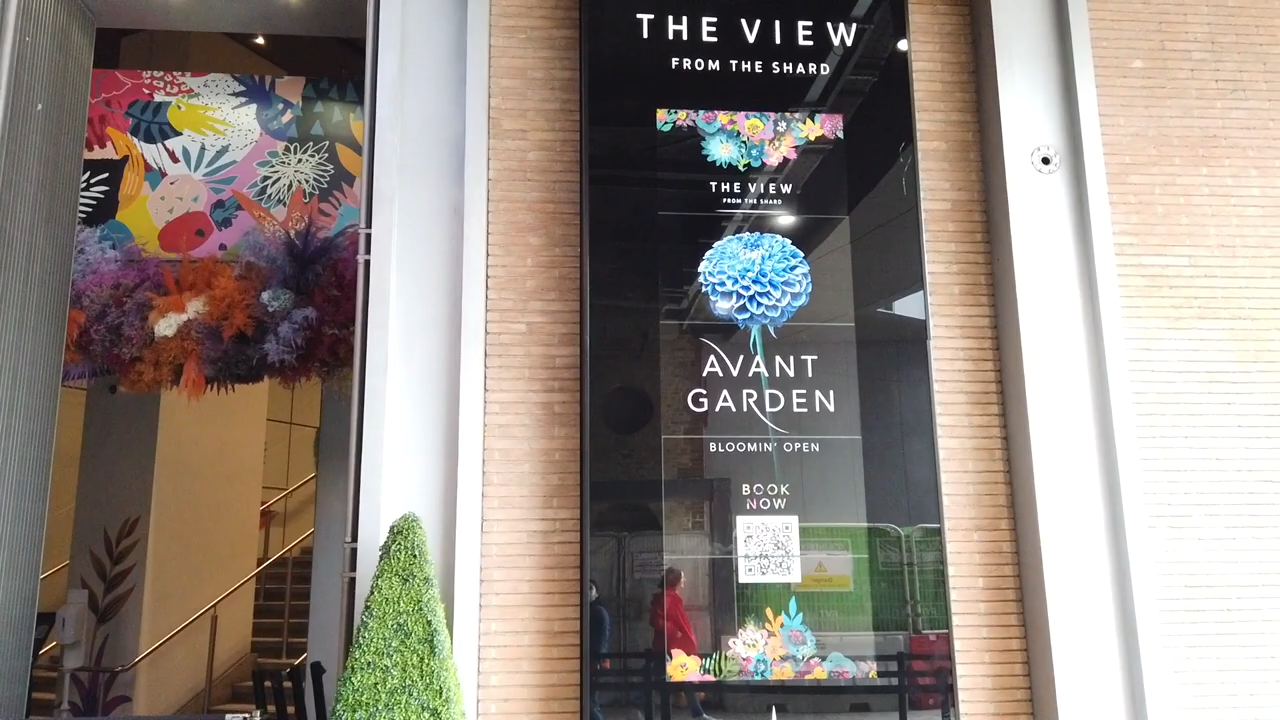 THE VIEW
FROM THE SHARD
THE VIEW
FROM THE SHARD
AVANT
GARDEN
BLOOMIN' OPEN
BOOK
NOW